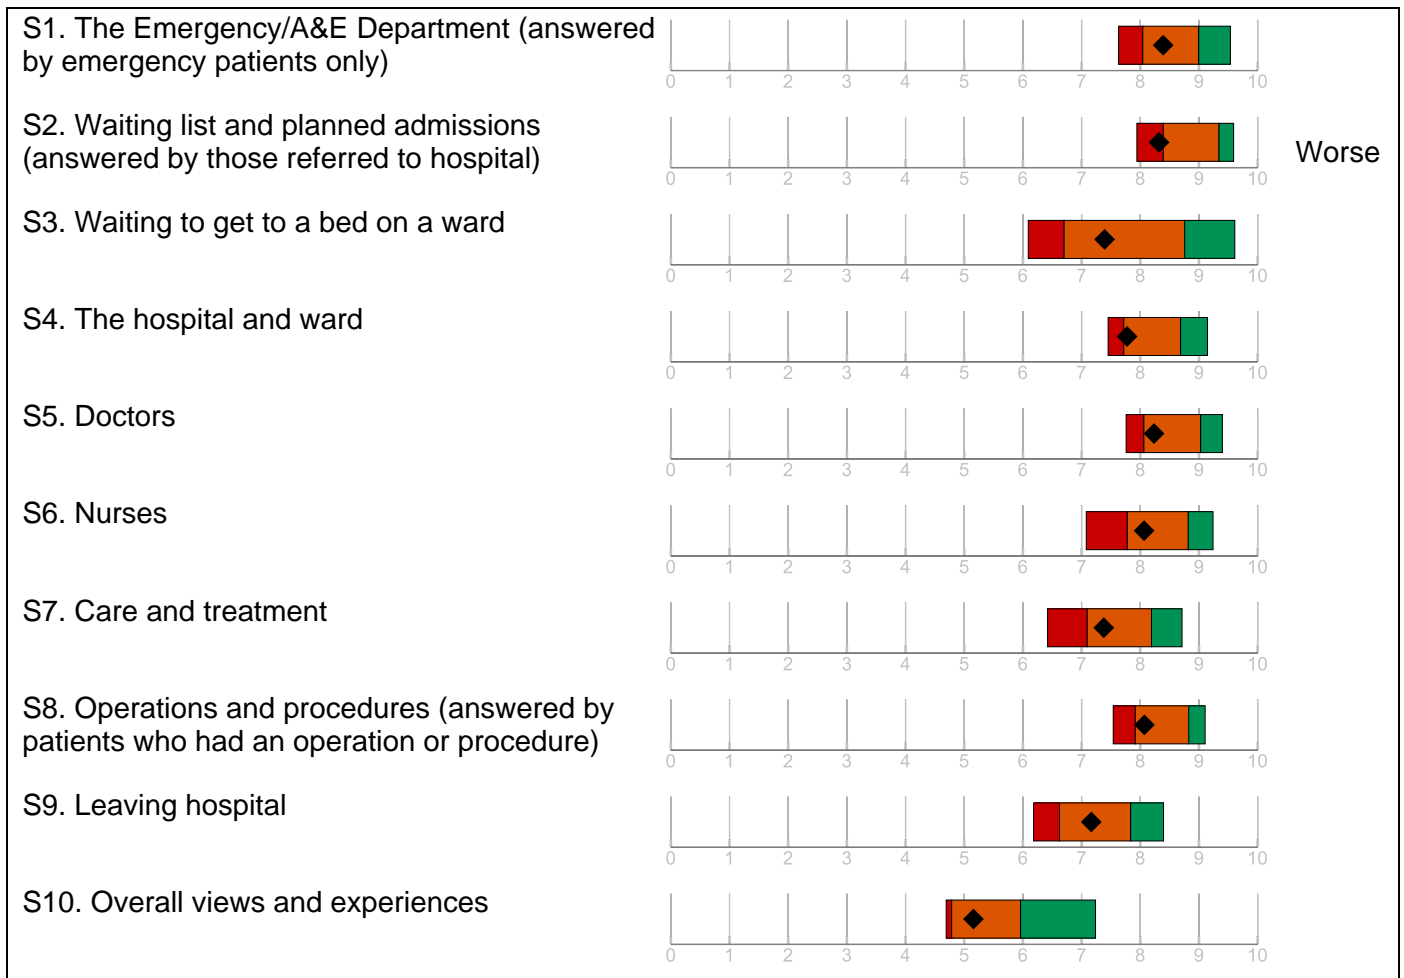 S1. The Emergency/A&E Department (answered
by emergency patients only)
0 1 2 3 4 5 6 7 8 9 10
S2. Waiting list and planned admissions
(answered by those referred to hospital)
Worse
0 1 2 3 4 5 6 7 8 9 10
S3. Waiting to get to a bed on a ward
0 1 2 3 4 5 6 7 8 9 10
S4. The hospital and ward
0 1 2 3 4 5 6 7 8 9 10
S5. Doctors
0 1 2 3 4 5 6 7 8 9 10
S6. Nurses
0 1 2 3 4 5 6 7 8 9 10
S7. Care and treatment
0 1 2 3 4 5 6 7 8 9 10
S8. Operations and procedures (answered by
patients who had an operation or procedure)
0 1 2 3 4 5 6 7 8 9 10
S9. Leaving hospital
0 1 2 3 4 5 6 7 8 9 10
S10. Overall views and experiences
0 1 2 3 4 5 6 7 8 9 10